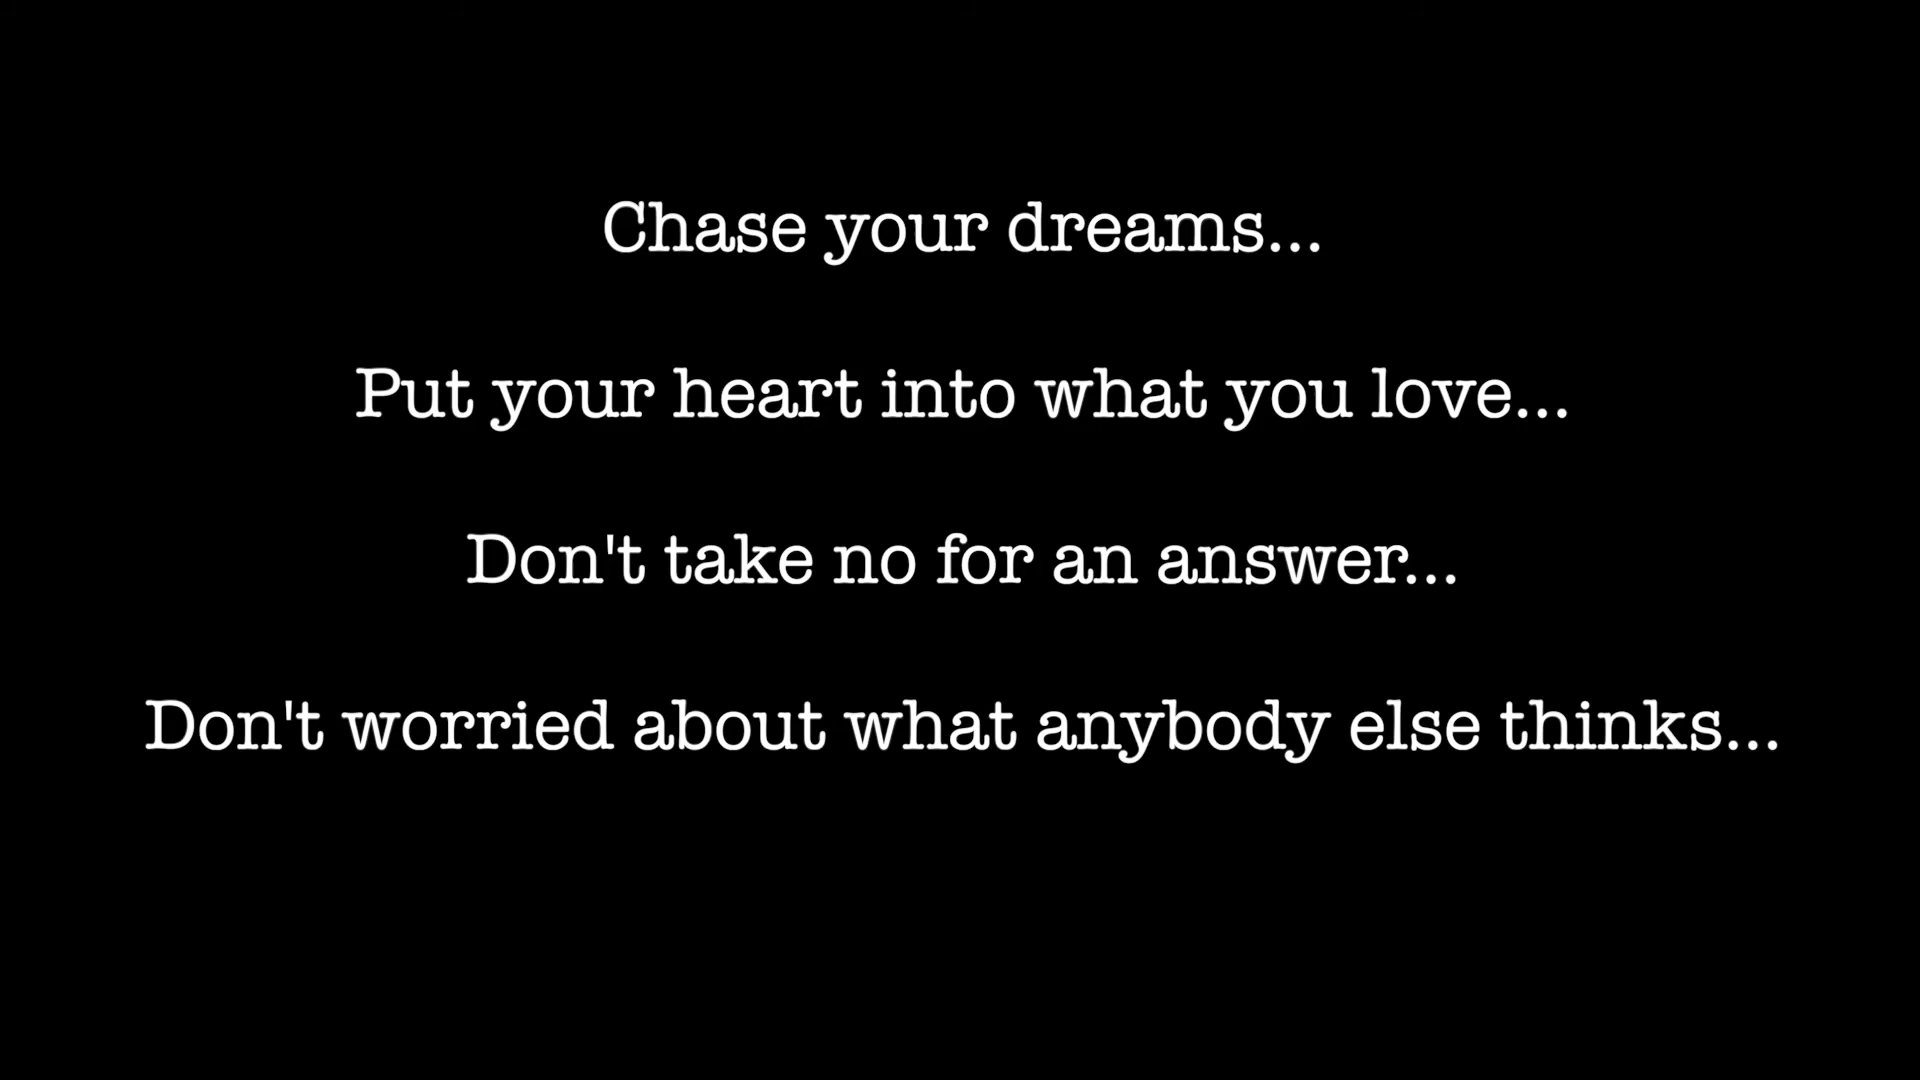 Chase your dreams...
Put your heart into what you love...
Don't take no for an answer...
Don't worried about what anybody else thinks...